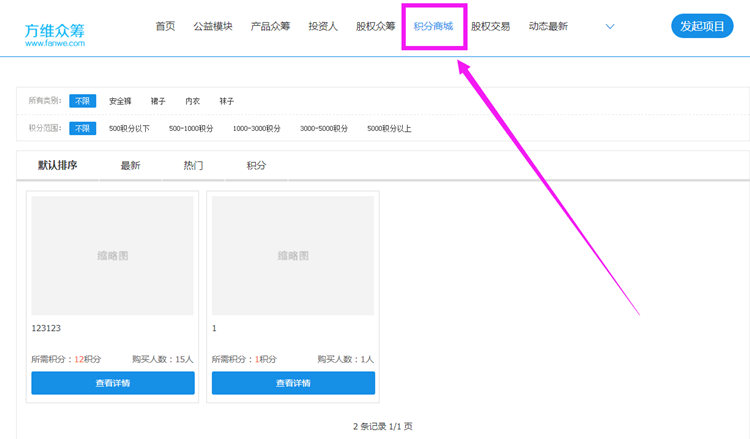 方维众筹
www.fanwe.com
首页 公益模块 产品众筹 投资人 股权众筹 积分商城 股权交易 动态最新 发起项目
所有类别: 不限 安全裤 裙子 内衣 袜子
积分范围: 不限 500积分以下 500-1000积分 1000-3000积分 3000-5000积分 5000积分以上
默认排序 最新 热门 积分
缩略图 缩略图
123123 1
所需积分：12积分 购买人数：15人 所需积分：1积分 购买人数：1人
查看详情 查看详情
2 条记录 1/1 页